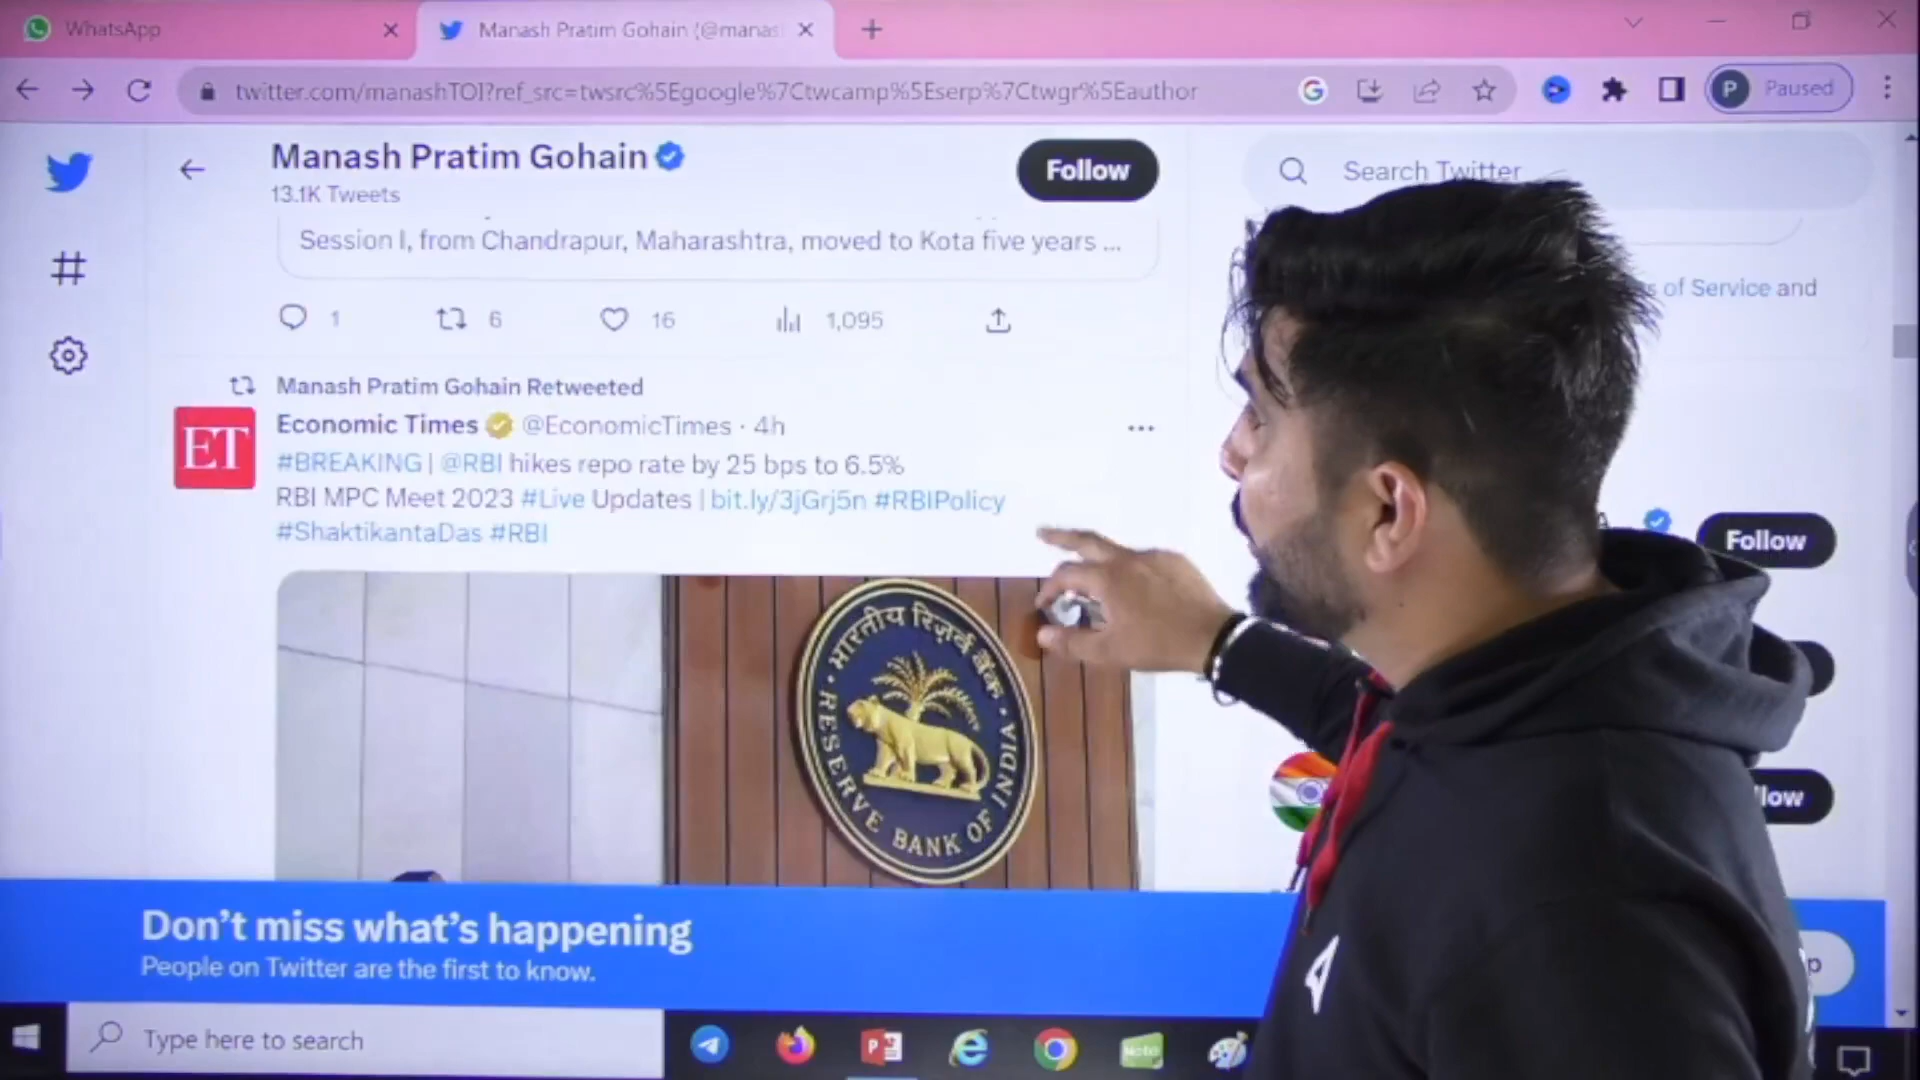 WhatsApp
Manash Pratim Gohain (@manas
twitter.com/manashTOI?ref_src=twsrc%5Egoogle%7Ctwcamp%5Eserp%7Ctwgr%5Eauthor
P Paused
Manash Pratim Gohain
13.1K Tweets
Follow
Search Twitter
Session I, from Chandrapur, Maharashtra, moved to Kota five years ...
of Service and
1 6 16 1,095
Manash Pratim Gohain Retweeted
ET
Economic Times @EconomicTimes · 4h
#BREAKING | @RBI hikes repo rate by 25 bps to 6.5%
RBI MPC Meet 2023 #Live Updates | bit.ly/3jGrj5n #RBIPolicy
#ShaktikantaDas #RBI
Follow
भारतीय रिज़र्व बैंक
RESERVE BANK OF INDIA
llow
Don't miss what's happening
People on Twitter are the first to know.
p
Type here to search